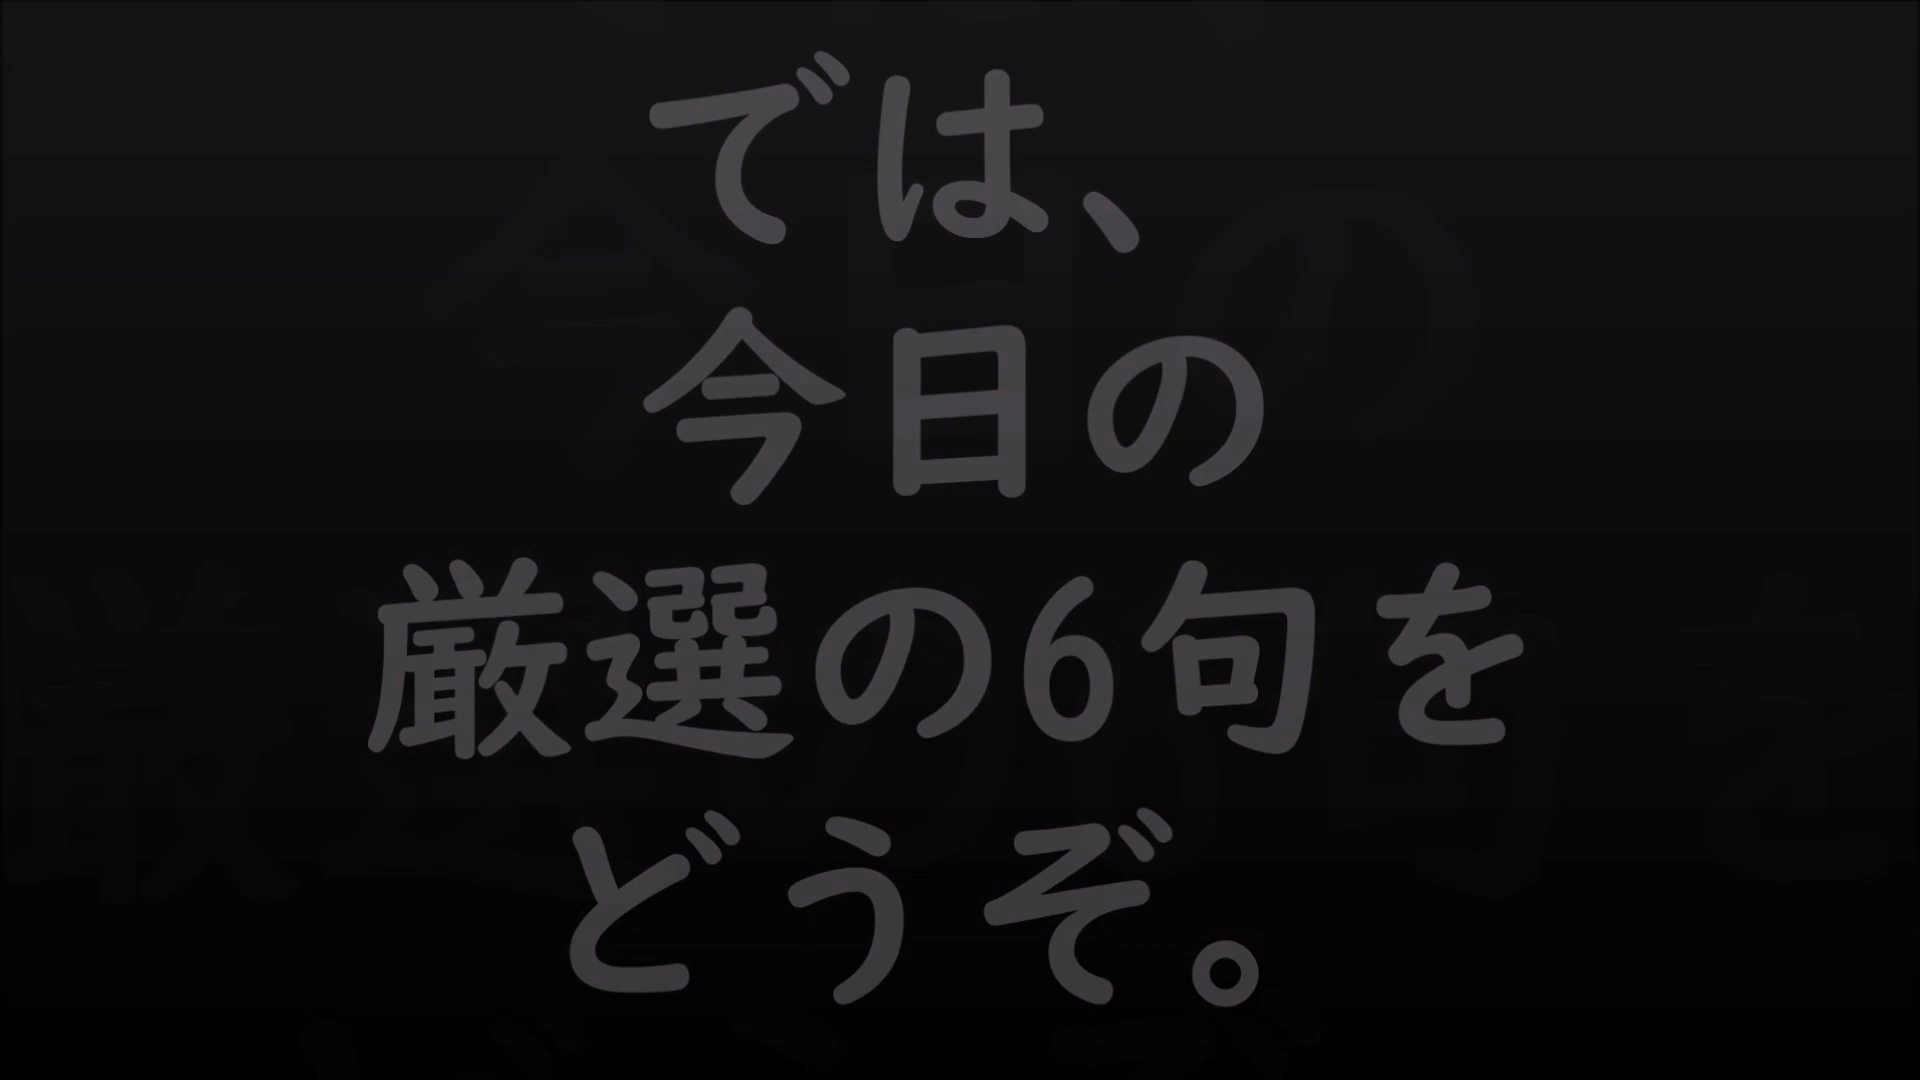 では、
今日の
厳選の6句を
どうぞ。